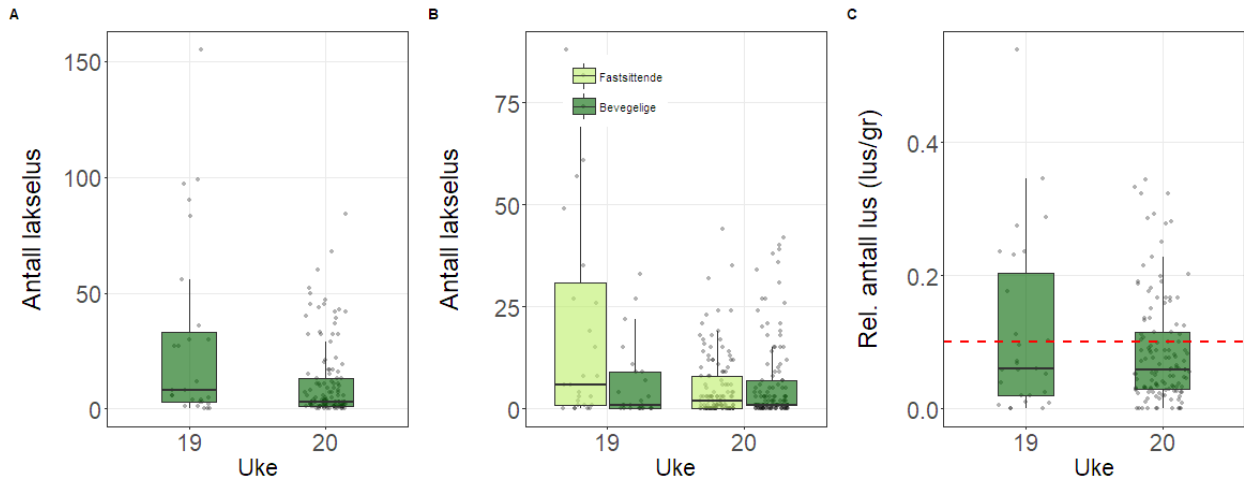 A
Antall lakselus
150
100
50
0
19
20
Uke
B
Antall lakselus
75
50
25
0
Fastsittende
Bevegelige
19
20
Uke
C
Rel. antall lus (lus/gr)
0.4
0.2
0.0
19
20
Uke